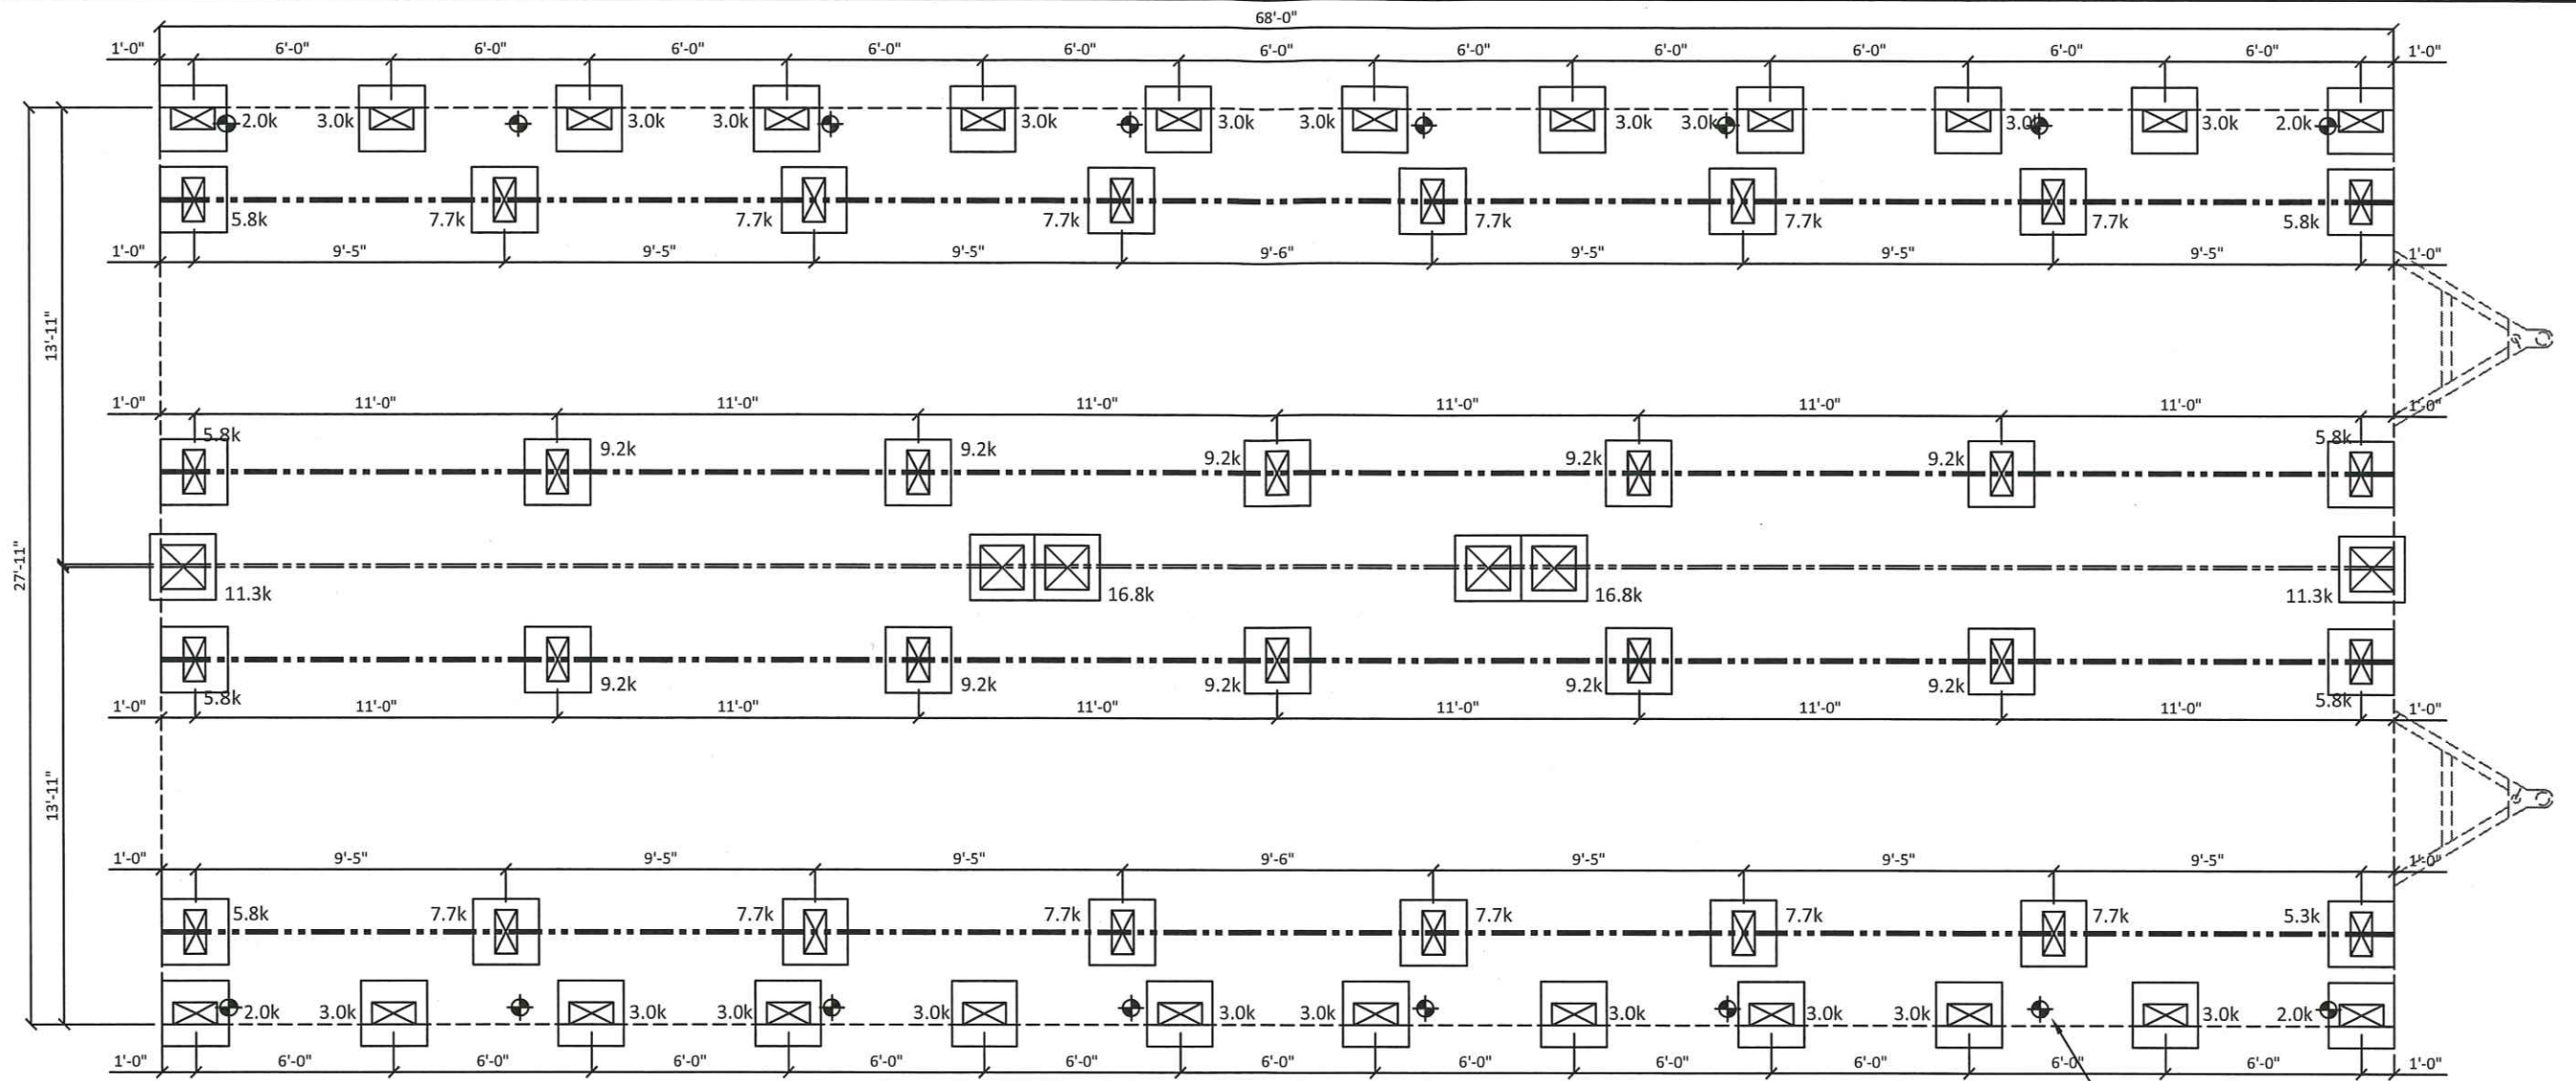 68'-0"
1'-0" 6'-0" 6'-0" 6'-0" 6'-0" 6'-0" 6'-0" 6'-0" 6'-0" 6'-0" 6'-0" 6'-0" 1'-0"
2.0k 3.0k 3.0k 3.0k 3.0k 3.0k 3.0k 3.0k 3.0k 3.0k 3.0k 2.0k
5.8k 7.7k 7.7k 7.7k 7.7k 7.7k 7.7k 5.8k
1'-0" 9'-5" 9'-5" 9'-5" 9'-6" 9'-5" 9'-5" 9'-5" 1'-0"
13'-11"
1'-0" 11'-0" 11'-0" 11'-0" 11'-0" 11'-0" 11'-0" 1'-0"
5.8k 9.2k 9.2k 9.2k 9.2k 9.2k 5.8k
27'-11"
11.3k 16.8k 16.8k 11.3k
5.8k 9.2k 9.2k 9.2k 9.2k 9.2k 5.8k
1'-0" 11'-0" 11'-0" 11'-0" 11'-0" 11'-0" 11'-0" 1'-0"
13'-11"
1'-0" 9'-5" 9'-5" 9'-5" 9'-6" 9'-5" 9'-5" 9'-5" 1'-0"
5.8k 7.7k 7.7k 7.7k 7.7k 7.7k 7.7k 5.3k
2.0k 3.0k 3.0k 3.0k 3.0k 3.0k 3.0k 3.0k 3.0k 3.0k 3.0k 2.0k
1'-0" 6'-0" 6'-0" 6'-0" 6'-0" 6'-0" 6'-0" 6'-0" 6'-0" 6'-0" 6'-0" 6'-0" 1'-0"